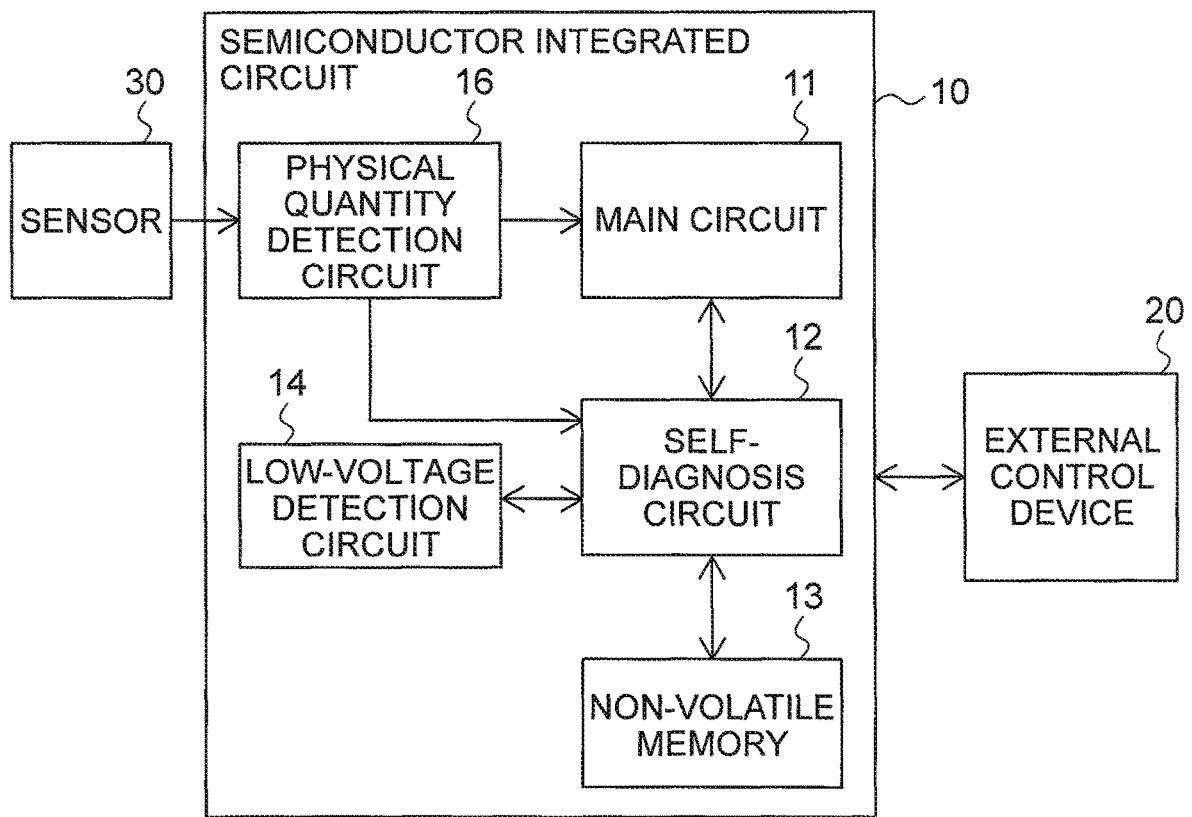 SEMICONDUCTOR INTEGRATED
CIRCUIT
30
16
11
10
SENSOR
PHYSICAL
QUANTITY
DETECTION
CIRCUIT
MAIN CIRCUIT
14
12
20
LOW-VOLTAGE
DETECTION
CIRCUIT
SELF-
DIAGNOSIS
CIRCUIT
EXTERNAL
CONTROL
DEVICE
13
NON-VOLATILE
MEMORY